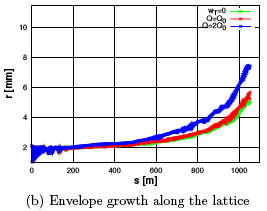 w_T=0
Q=Q_0
Q=2Q_0
10
8
6
4
2
r [mm]
0 200 400 600 800 1000
s [m]
(b) Envelope growth along the lattice